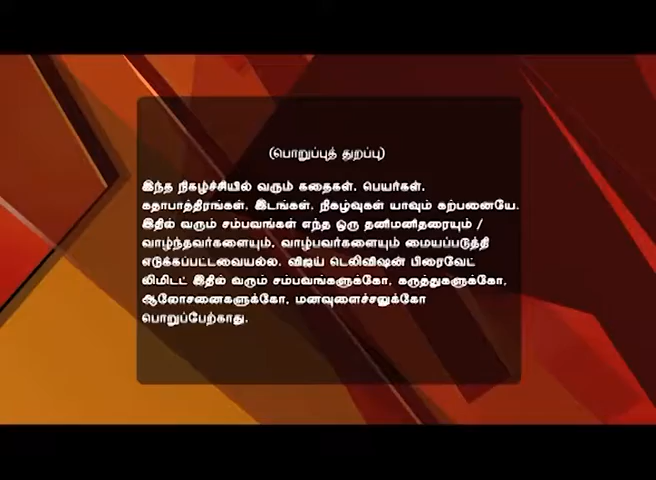 (பொறுப்புத் துறப்பு)
இந்த நிகழ்ச்சியில் வரும் கதைகள், பெயர்கள்,
கதாபாத்திரங்கள், இடங்கள், நிகழ்வுகள் யாவும் கற்பனையே.
இதில் வரும் சம்பவங்கள் எந்த ஒரு தனிமனிதரையும் /
வாழ்ந்தவர்களையும், வாழ்பவர்களையும் மையப்படுத்தி
எடுக்கப்பட்டவையல்ல. விஜய் டெலிவிஷன் பிரைவேட்
லிமிடட் இதில் வரும் சம்பவங்களுக்கோ, கருத்துகளுக்கோ,
ஆலோசனைகளுக்கோ, மனவுளைச்சலுக்கோ
பொறுப்பேற்காது.